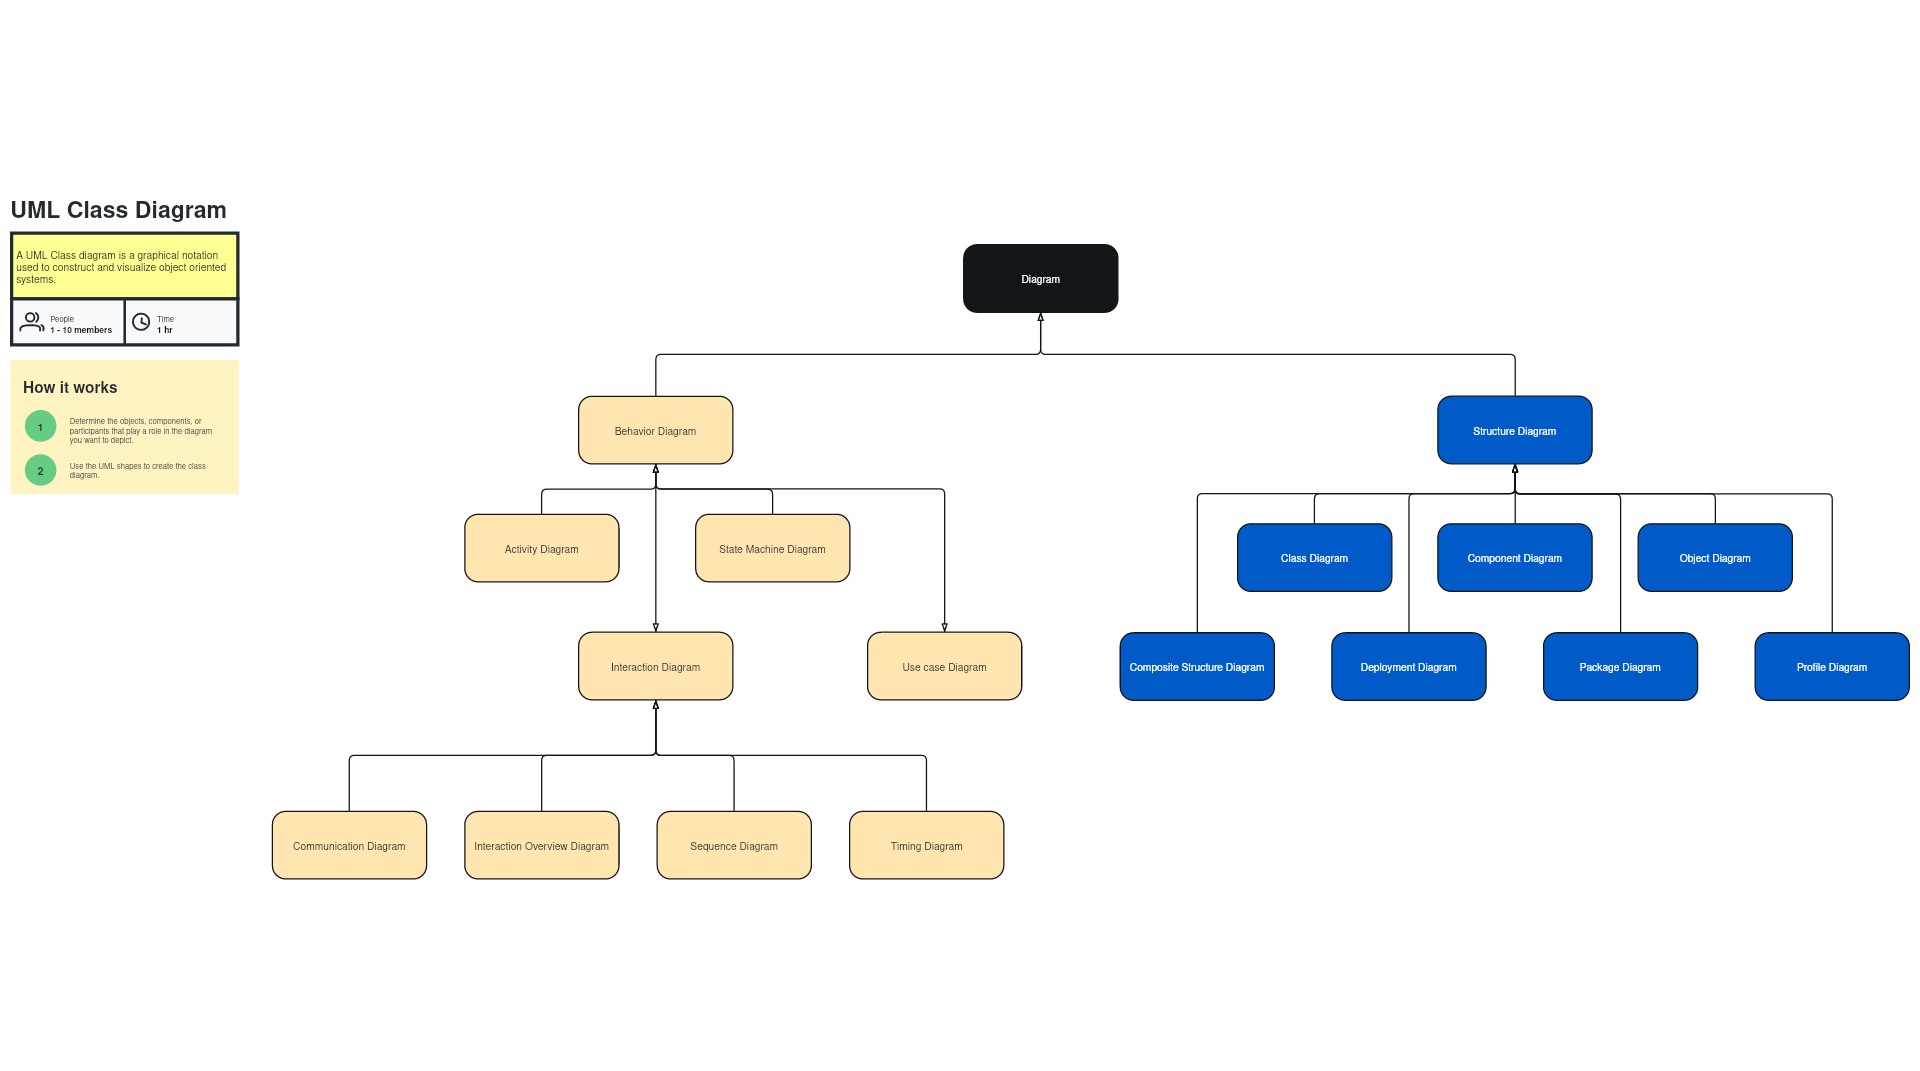 UML Class Diagram
A UML Class diagram is a graphical notation
used to construct and visualize object oriented
systems.
People
1 - 10 members
Time
1 hr
How it works
1
Determine the objects, components, or
participants that play a role in the diagram
you want to depict.
2
Use the UML shapes to create the class
diagram.
Diagram
Behavior Diagram
Structure Diagram
Activity Diagram
State Machine Diagram
Class Diagram
Component Diagram
Object Diagram
Interaction Diagram
Use case Diagram
Composite Structure Diagram
Deployment Diagram
Package Diagram
Profile Diagram
Communication Diagram
Interaction Overview Diagram
Sequence Diagram
Timing Diagram